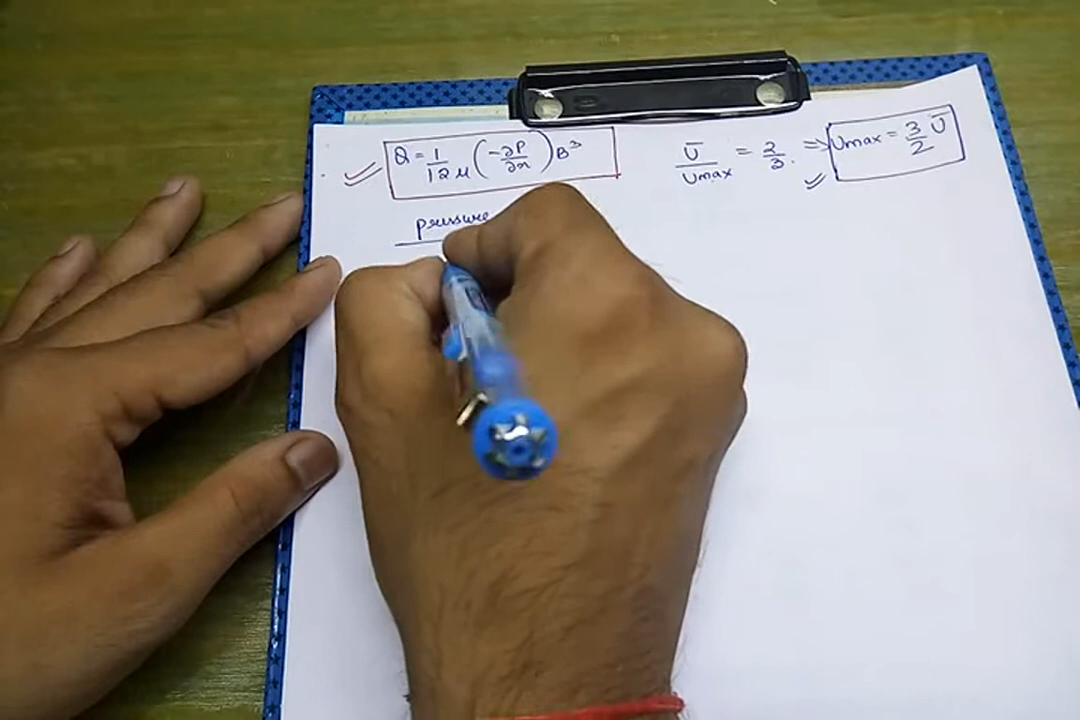 Q = 1/12μ (-∂P/∂x) B³
Ū/Umax = 2/3. => Umax = 3/2 Ū
pressure